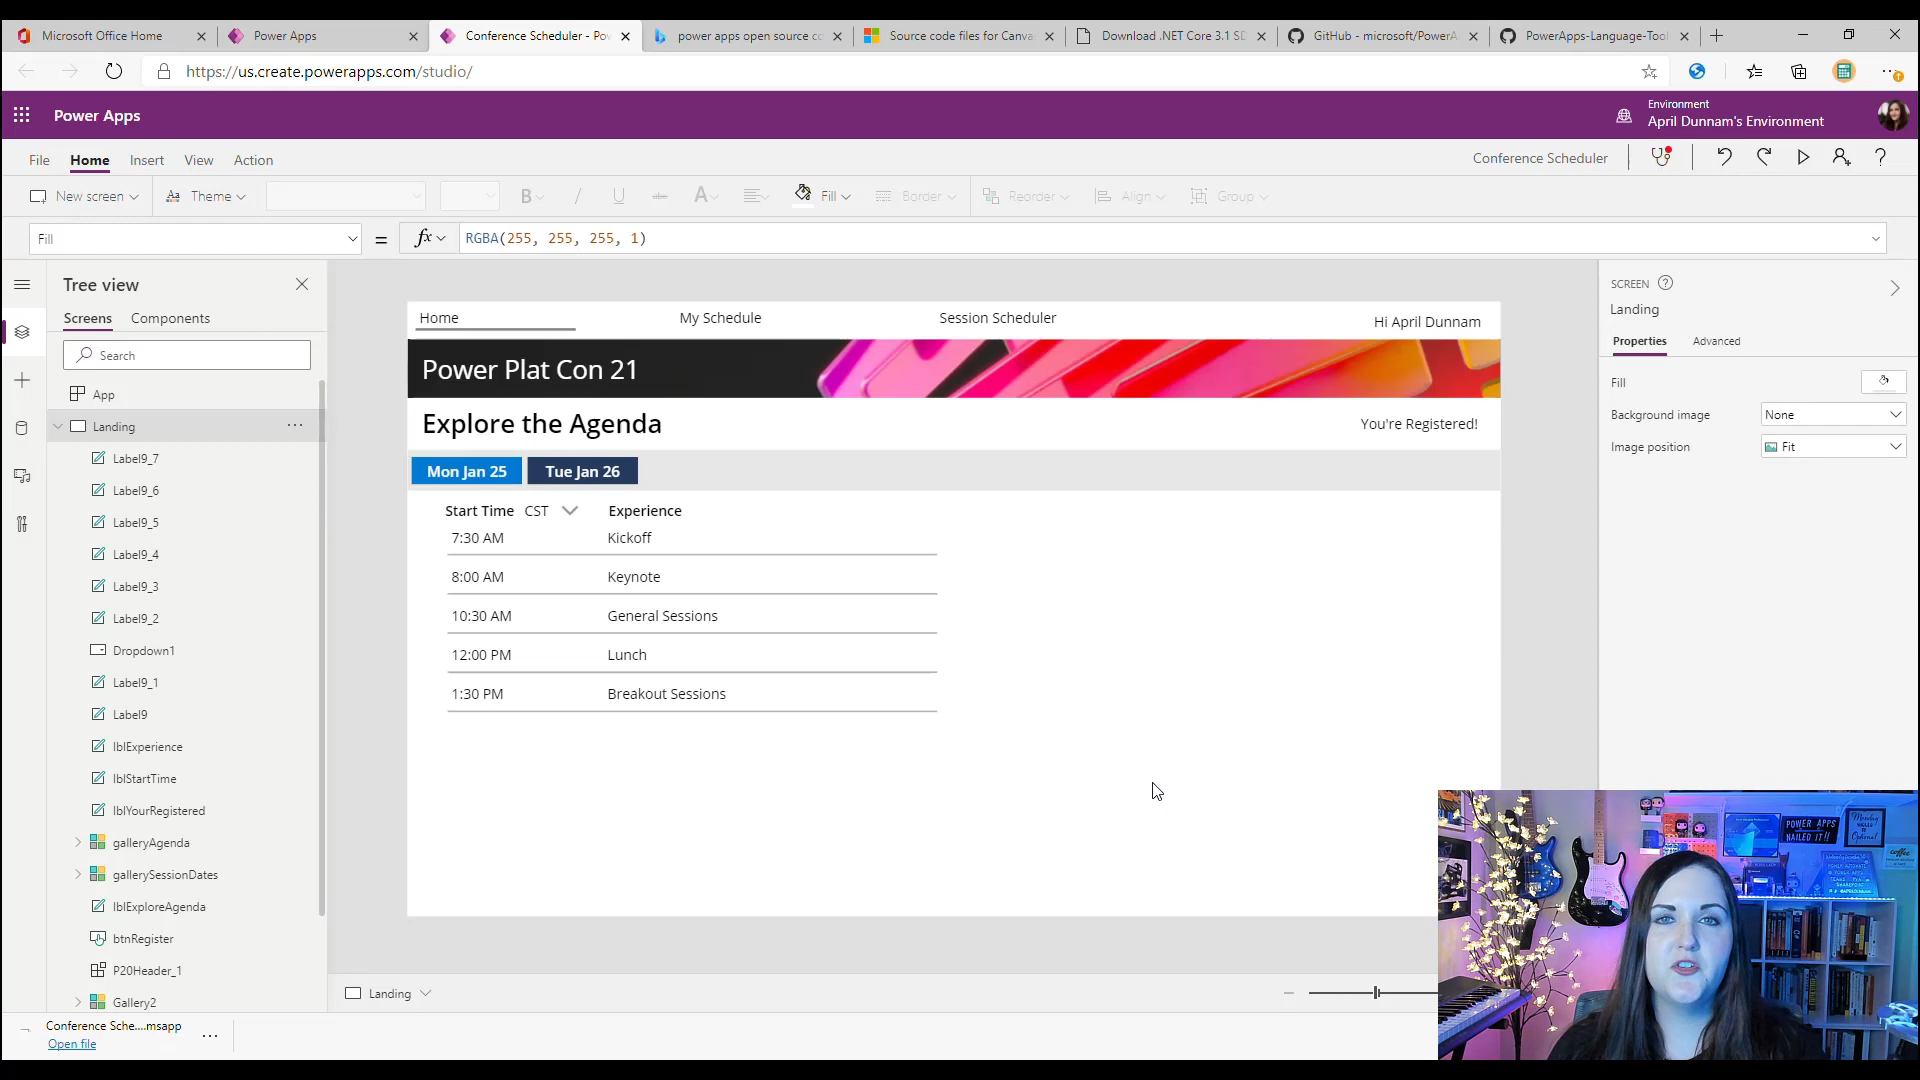 Microsoft Office Home
Power Apps
Conference Scheduler - Po
power apps open source co
Source code files for Canva
Download .NET Core 3.1 SD
GitHub - microsoft/PowerA
PowerApps-Language-Tool
https://us.create.powerapps.com/studio/
Power Apps
Environment
April Dunnam's Environment
File
Home
Insert
View
Action
Conference Scheduler
New screen
Theme
Fill
Border
Reorder
Align
Group
Fill
=
fx
RGBA(255, 255, 255, 1)
Tree view
Screens
Components
Search
App
Landing
Label9_7
Label9_6
Label9_5
Label9_4
Label9_3
Label9_2
Dropdown1
Label9_1
Label9
lblExperience
lblStartTime
lblYourRegistered
galleryAgenda
gallerySessionDates
lblExploreAgenda
btnRegister
P20Header_1
Gallery2
Home
My Schedule
Session Scheduler
Hi April Dunnam
Power Plat Con 21
Explore the Agenda
You're Registered!
Mon Jan 25
Tue Jan 26
Start Time CST
Experience
7:30 AM Kickoff
8:00 AM Keynote
10:30 AM General Sessions
12:00 PM Lunch
1:30 PM Breakout Sessions
SCREEN
Landing
Properties
Advanced
Fill
Background image
None
Image position
Fit
Landing
Conference Sche....msapp
Open file
POWER APPS
NAILED IT!!
Monday
Optional
coffee